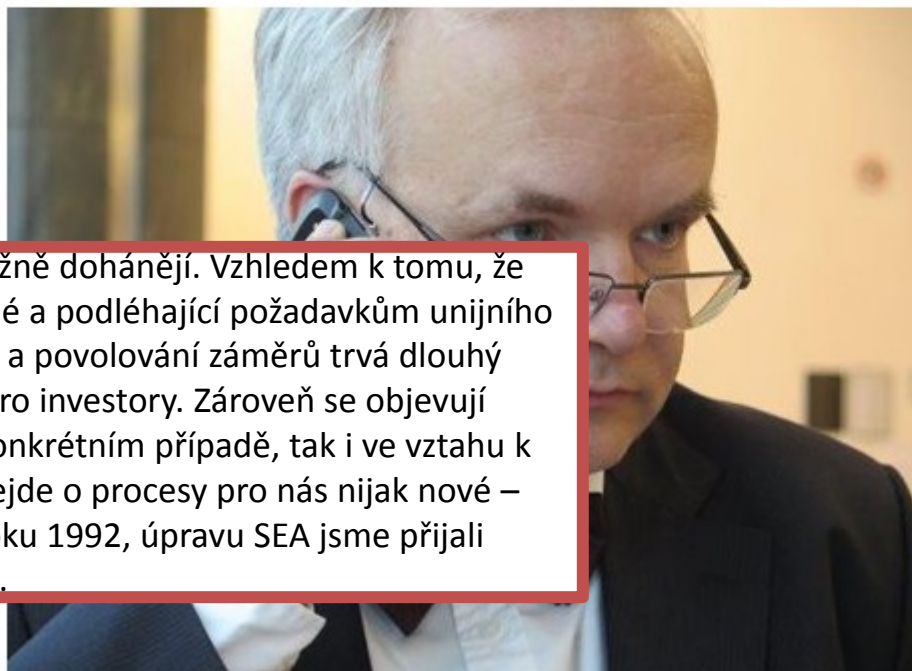 žně dohánějí. Vzhledem k tomu, že
é a podléhající požadavkům unijního
a povolování záměrů trvá dlouhý
ro investory. Zároveň se objevují
onkrétním případě, tak i ve vztahu k
ejde o procesy pro nás nijak nové –
ku 1992, úpravu SEA jsme přijali
.